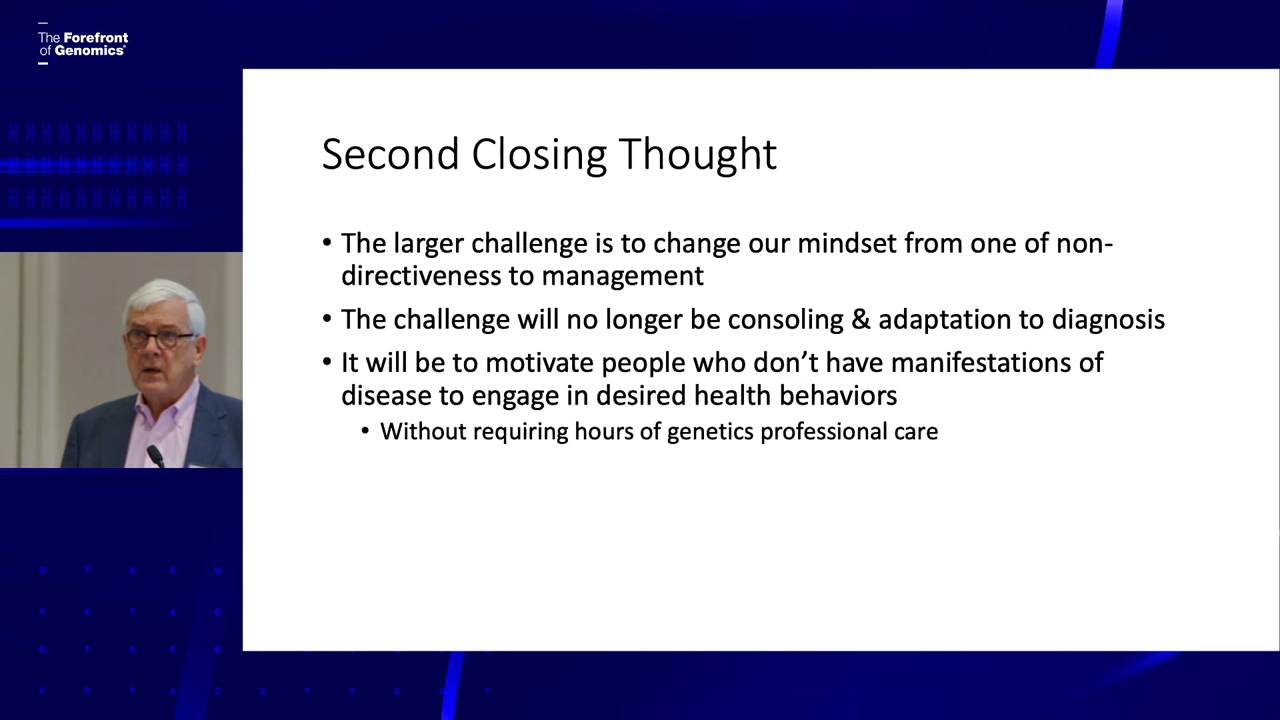 The Forefront
of Genomics®
Second Closing Thought
• The larger challenge is to change our mindset from one of non-
directiveness to management
• The challenge will no longer be consoling & adaptation to diagnosis
• It will be to motivate people who don’t have manifestations of
disease to engage in desired health behaviors
• Without requiring hours of genetics professional care